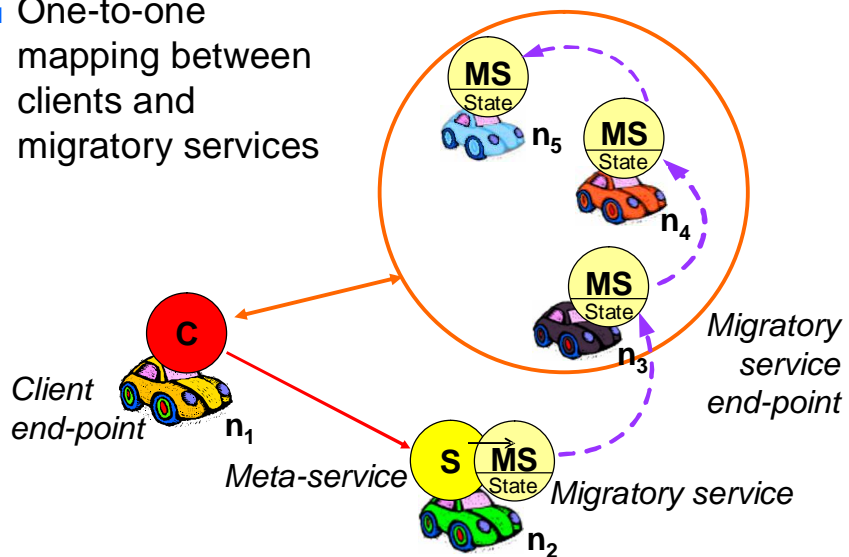 One-to-one
mapping between
clients and
migratory services
MS
State
n5
MS
State
n4
MS
State
n3
Migratory
service
end-point
C
Client
end-point
n1
S
MS
State
Meta-service
Migratory service
n2